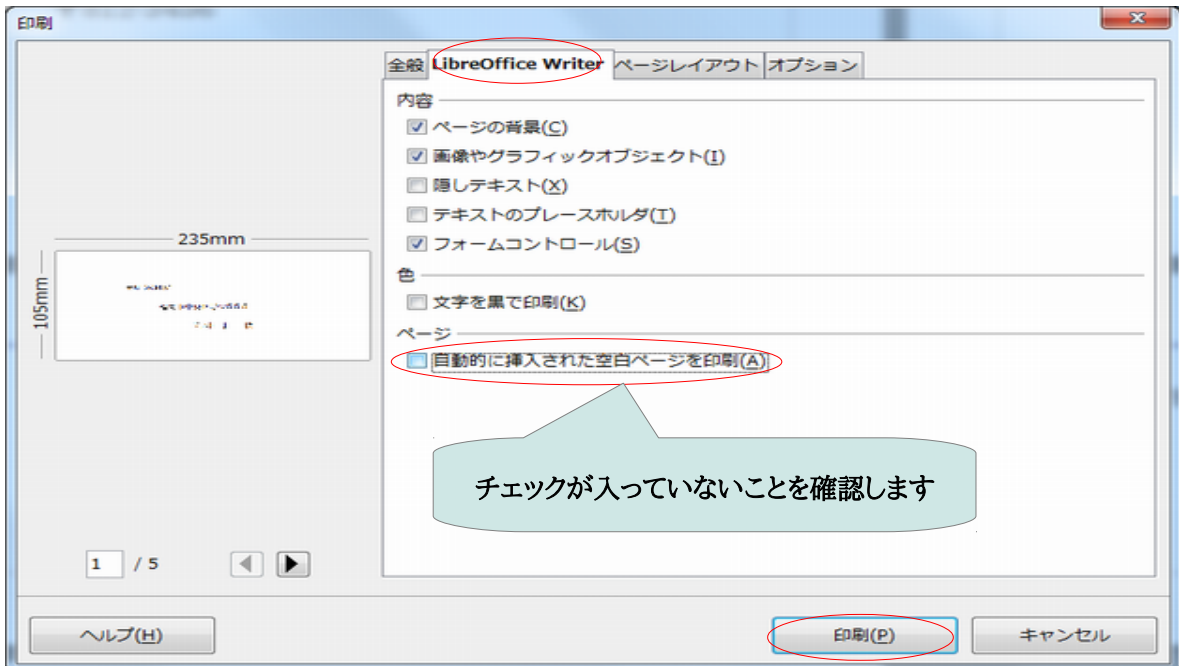 印刷
全般 LibreOffice Writer ページレイアウト オプション
内容
ページの背景(C)
画像やグラフィックオブジェクト(I)
隠しテキスト(X)
テキストのプレースホルダ(T)
フォームコントロール(S)
色
文字を黒で印刷(K)
ページ
自動的に挿入された空白ページを印刷(A)
チェックが入っていないことを確認します
235mm
105mm
1 / 5
ヘルプ(H)
印刷(P)
キャンセル